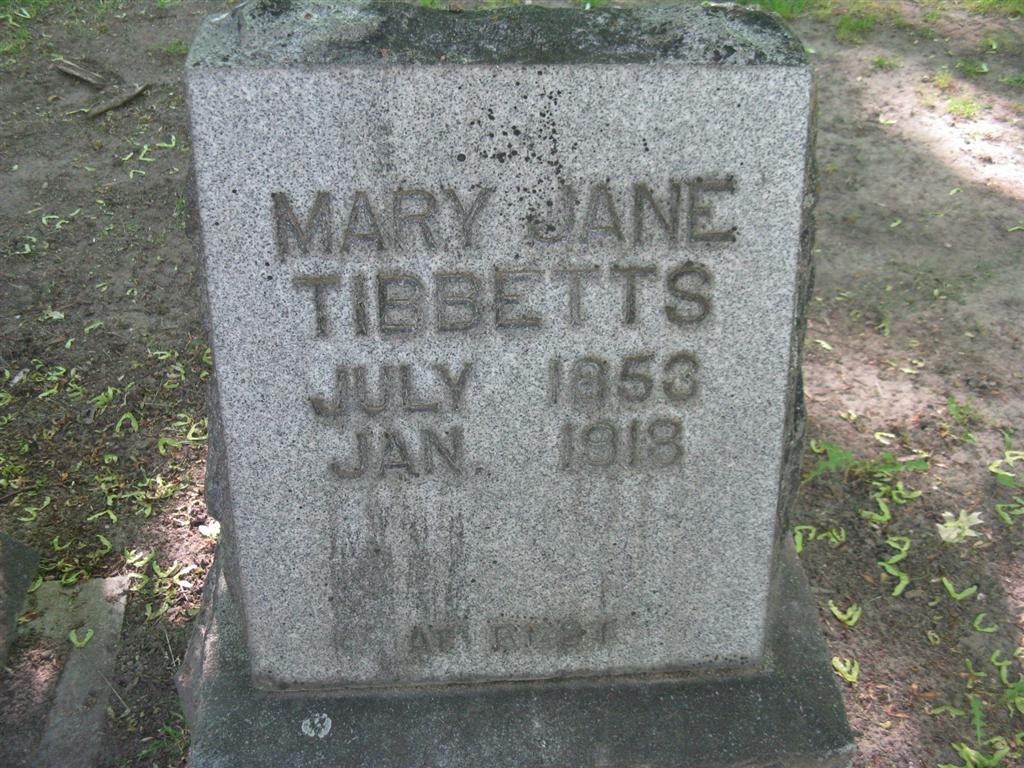 MARY JANE
TIBBETTS
JULY 1853
JAN. 1918
AT REST